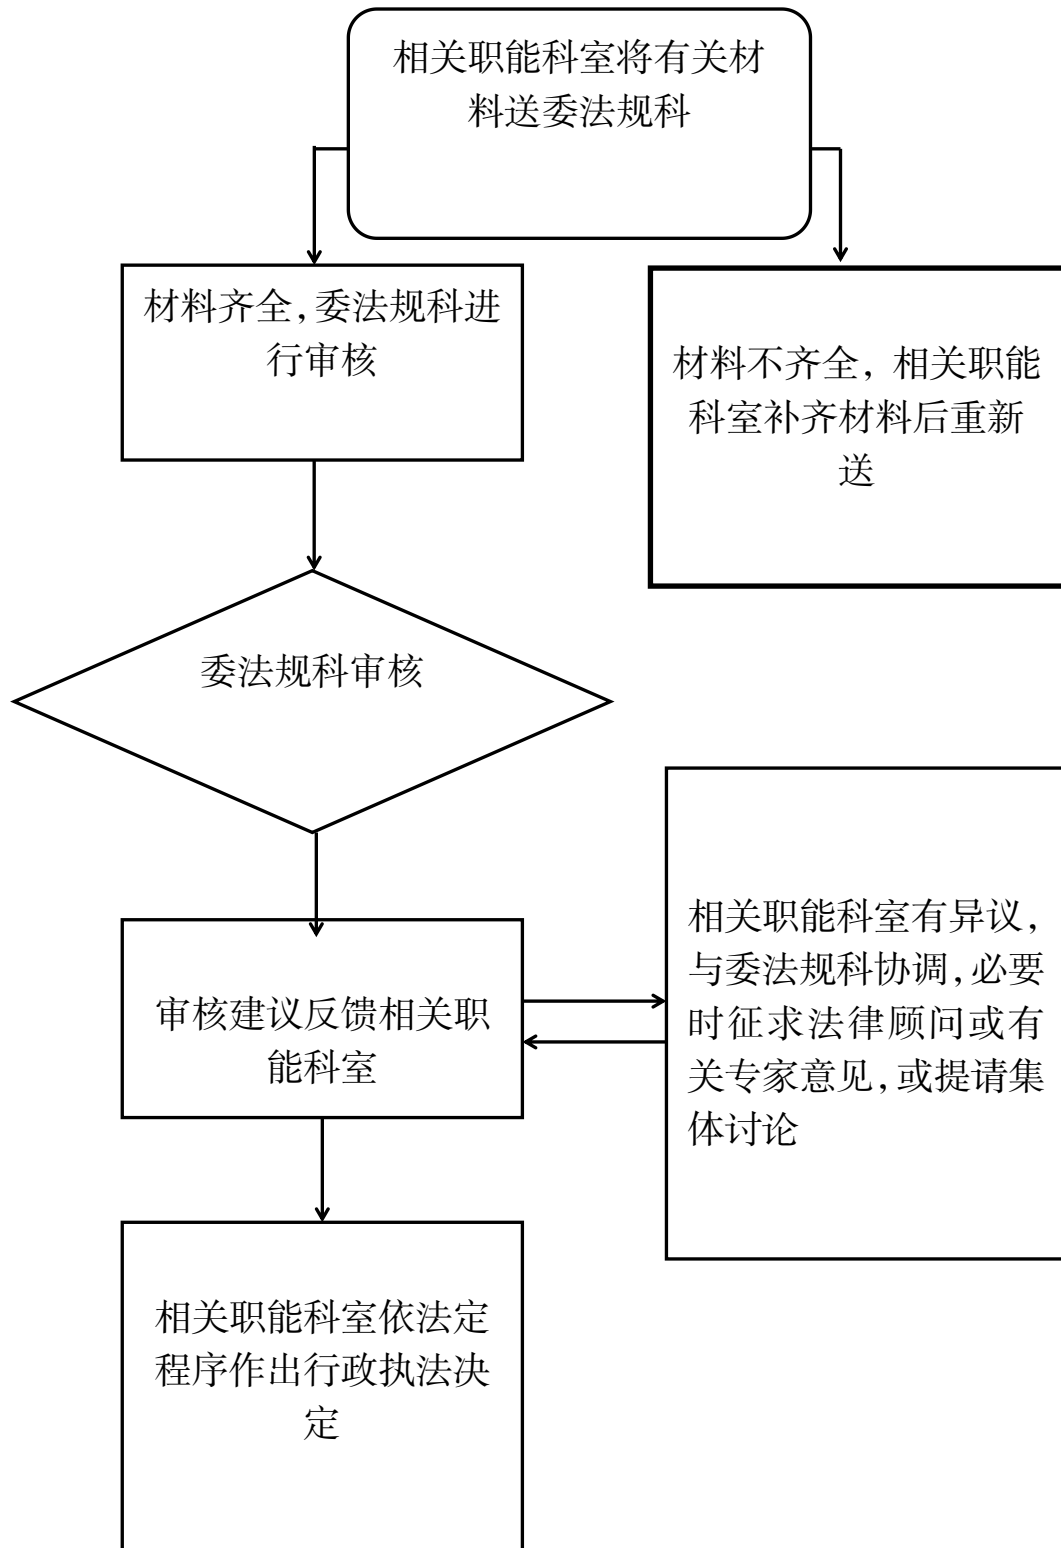 相关职能科室将有关材
料送委法规科
材料齐全,委法规科进
行审核
材料不齐全, 相关职能
科室补齐材料后重新
送
委法规科审核
相关职能科室有异议,
与委法规科协调,必要
时征求法律顾问或有
关专家意见,或提请集
体讨论
审核建议反馈相关职
能科室
相关职能科室依法定
程序作出行政执法决
定